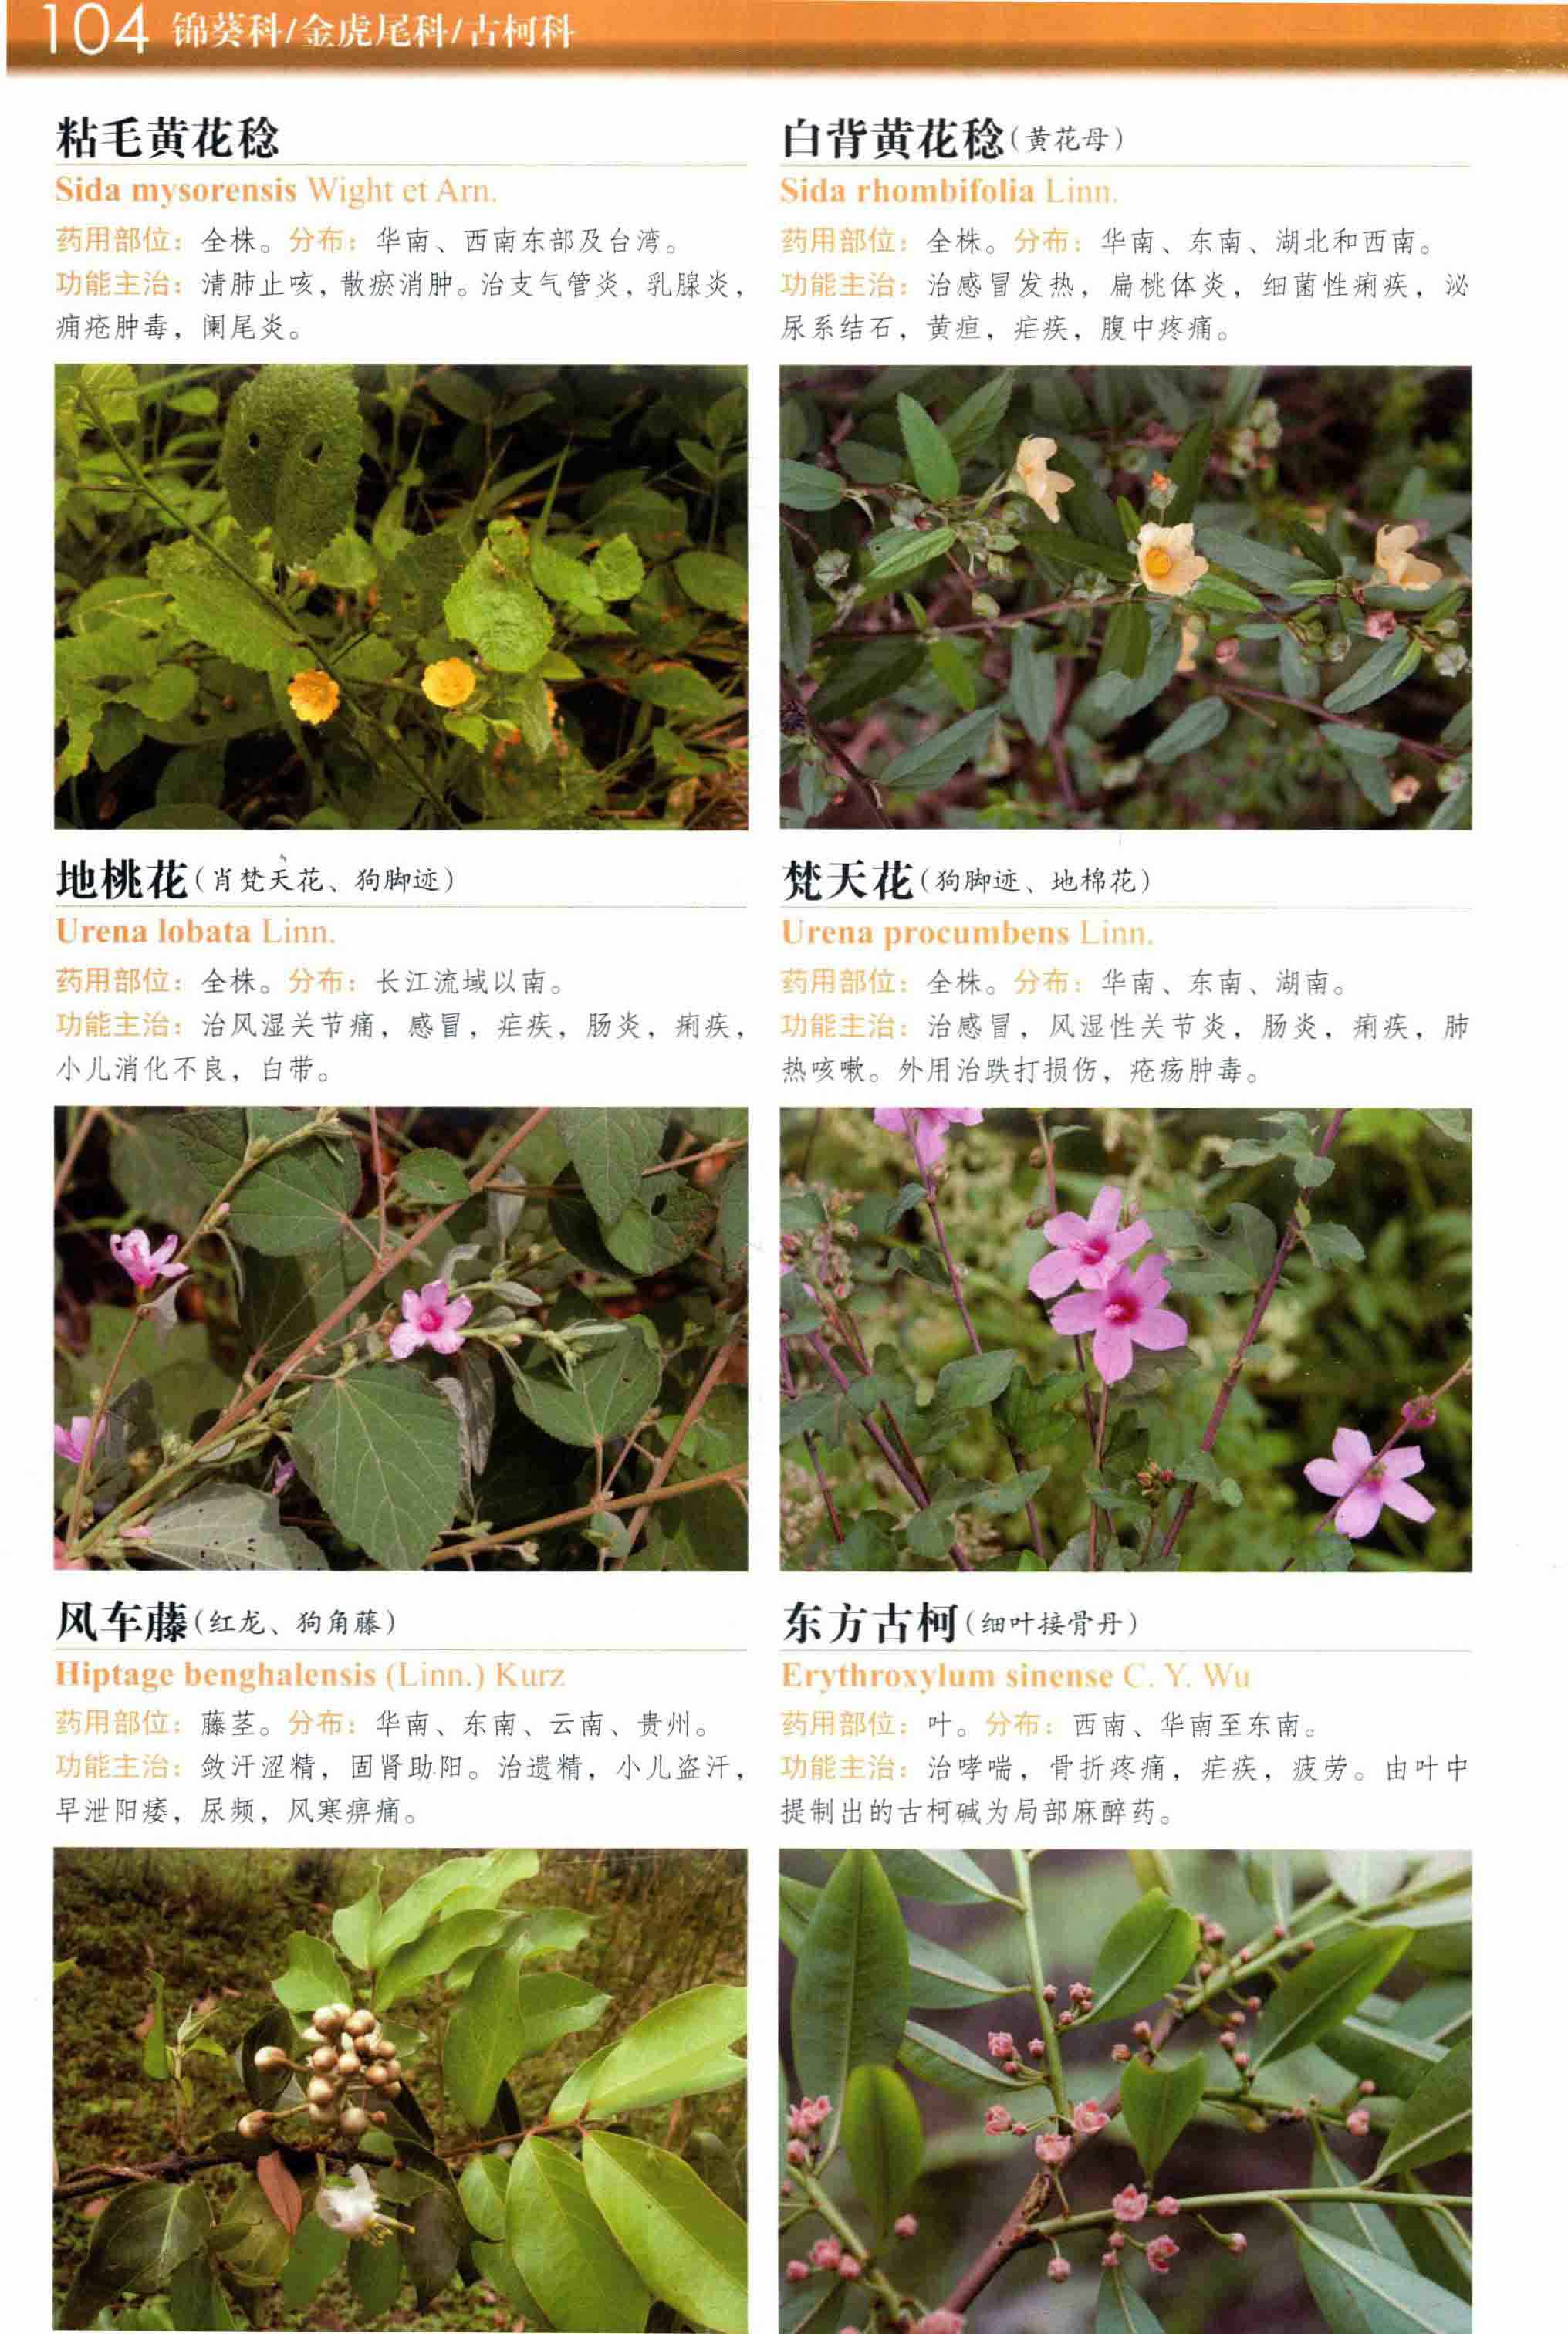 104 锦葵科/金虎尾科/古柯科
粘毛黄花稔
Sida mysorensis Wight et Arn.
药用部位：全株。分布：华南、西南东部及台湾。
功能主治：清肺止咳，散瘀消肿。治支气管炎，乳腺炎，
痈疮肿毒，阑尾炎。
白背黄花稔（黄花母）
Sida rhombifolia Linn.
药用部位：全株。分布：华南、东南、湖北和西南。
功能主治：治感冒发热，扁桃体炎，细菌性痢疾，泌
尿系结石，黄疸，疟疾，腹中疼痛。
地桃花（肖梵天花、狗脚迹）
Urena lobata Linn.
药用部位：全株。分布：长江流域以南。
功能主治：治风湿关节痛，感冒，疟疾，肠炎，痢疾，
小儿消化不良，白带。
梵天花（狗脚迹、地棉花）
Urena procumbens Linn.
药用部位：全株。分布：华南、东南、湖南。
功能主治：治感冒，风湿性关节炎，肠炎，痢疾，肺
热咳嗽。外用治跌打损伤，疮疡肿毒。
风车藤（红龙、狗角藤）
Hiptage benghalensis (Linn.) Kurz
药用部位：藤茎。分布：华南、东南、云南、贵州。
功能主治：敛汗涩精，固肾助阳。治遗精，小儿盗汗，
早泄阳痿，尿频，风寒痹痛。
东方古柯（细叶接骨丹）
Erythroxylum sinense C. Y. Wu
药用部位：叶。分布：西南、华南至东南。
功能主治：治哮喘，骨折疼痛，疟疾，疲劳。由叶中
提制出的古柯碱为局部麻醉药。